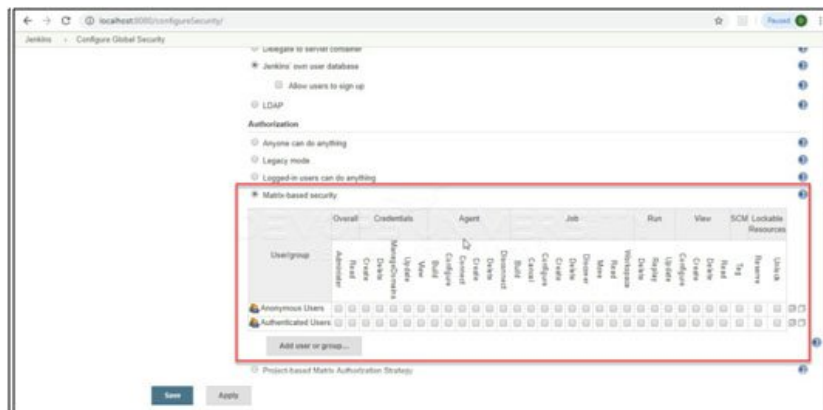 localhost:8080/configureSecurity/
Paused
Jenkins › Configure Global Security
Delegate to servlet container
Jenkins' own user database
Allow users to sign up
LDAP
Authorization
Anyone can do anything
Legacy mode
Logged-in users can do anything
Matrix-based security
User/group Overall Credentials Agent Job Run View SCM Lockable Resources
Administer Read Create Delete ManageDomains Update View Build Configure Connect Create Delete Disconnect Build Cancel Configure Create Delete Discover Move Read Workspace Delete Replay Update Configure Create Delete Read Tag Reserve Unlock
Anonymous Users
Authenticated Users
Add user or group...
Project-based Matrix Authorization Strategy
Save Apply